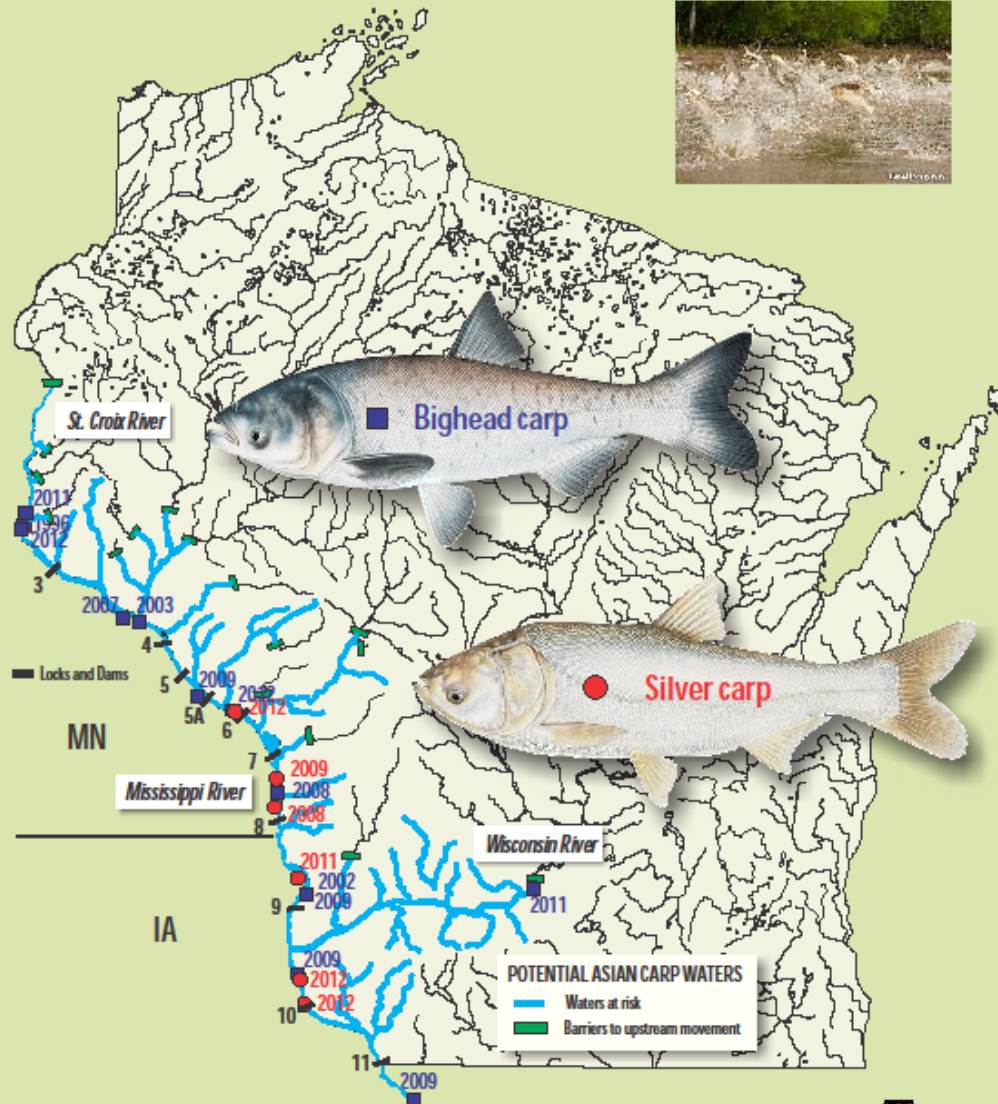 St. Croix River
Bighead carp
2011
1996
2012
3
2007
2003
4
Locks and Dams
5
2009
2012
5A
2012
6
Silver carp
MN
7
2009
Mississippi River
2008
2008
8
Wisconsin River
2011
2002
2009
9
2011
IA
2009
2012
2012
10
POTENTIAL ASIAN CARP WATERS
Waters at risk
Barriers to upstream movement
11
2009